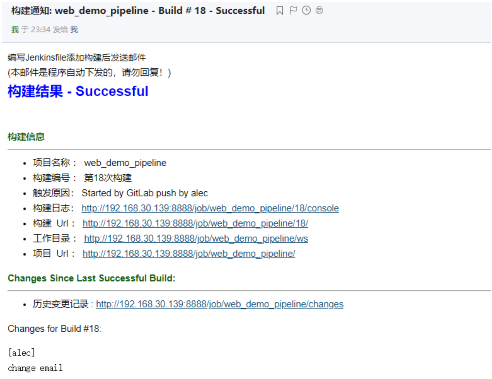 构建通知: web_demo_pipeline - Build # 18 - Successful
我 于 23:34 发给 我
编写Jenkinsfile添加构建后发送邮件
(本邮件是程序自动下发的，请勿回复！)
构建结果 - Successful
构建信息
项目名称： web_demo_pipeline
构建编号： 第18次构建
触发原因： Started by GitLab push by alec
构建日志： http://192.168.30.139:8888/job/web_demo_pipeline/18/console
构建 Url： http://192.168.30.139:8888/job/web_demo_pipeline/18/
工作目录： http://192.168.30.139:8888/job/web_demo_pipeline/ws
项目 Url： http://192.168.30.139:8888/job/web_demo_pipeline/
Changes Since Last Successful Build:
历史变更记录 : http://192.168.30.139:8888/job/web_demo_pipeline/changes
Changes for Build #18:
[alec]
change email